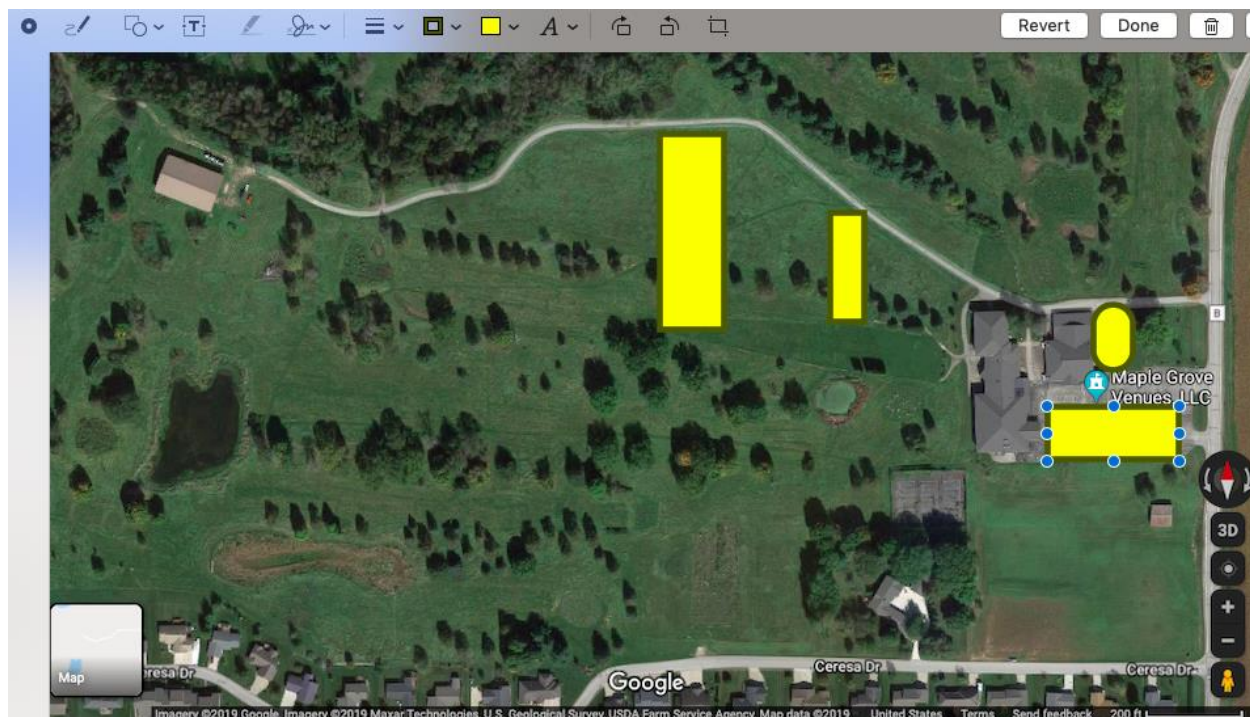 Revert
Done
B
Maple Grove
Venues, LLC
3D
Map
eresa Dr
Google
Ceresa Dr
Ceresa Dr
Imagery ©2019 Google, Imagery ©2019 Maxar Technologies, U.S. Geological Survey, USDA Farm Service Agency, Map data ©2019 United States Terms Send feedback 200 ft